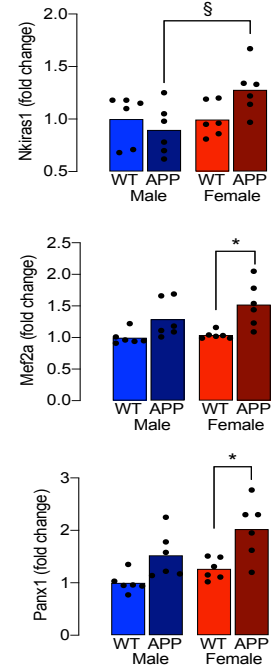 §
2.0
1.5
1.0
0.5
Nkiras1 (fold change)
WT APP WT APP
Male Female
*
2.5
2.0
1.5
1.0
0.5
0.0
Mef2a (fold change)
WT APP WT APP
Male Female
*
3
2
1
0
Panx1 (fold change)
WT APP WT APP
Male Female